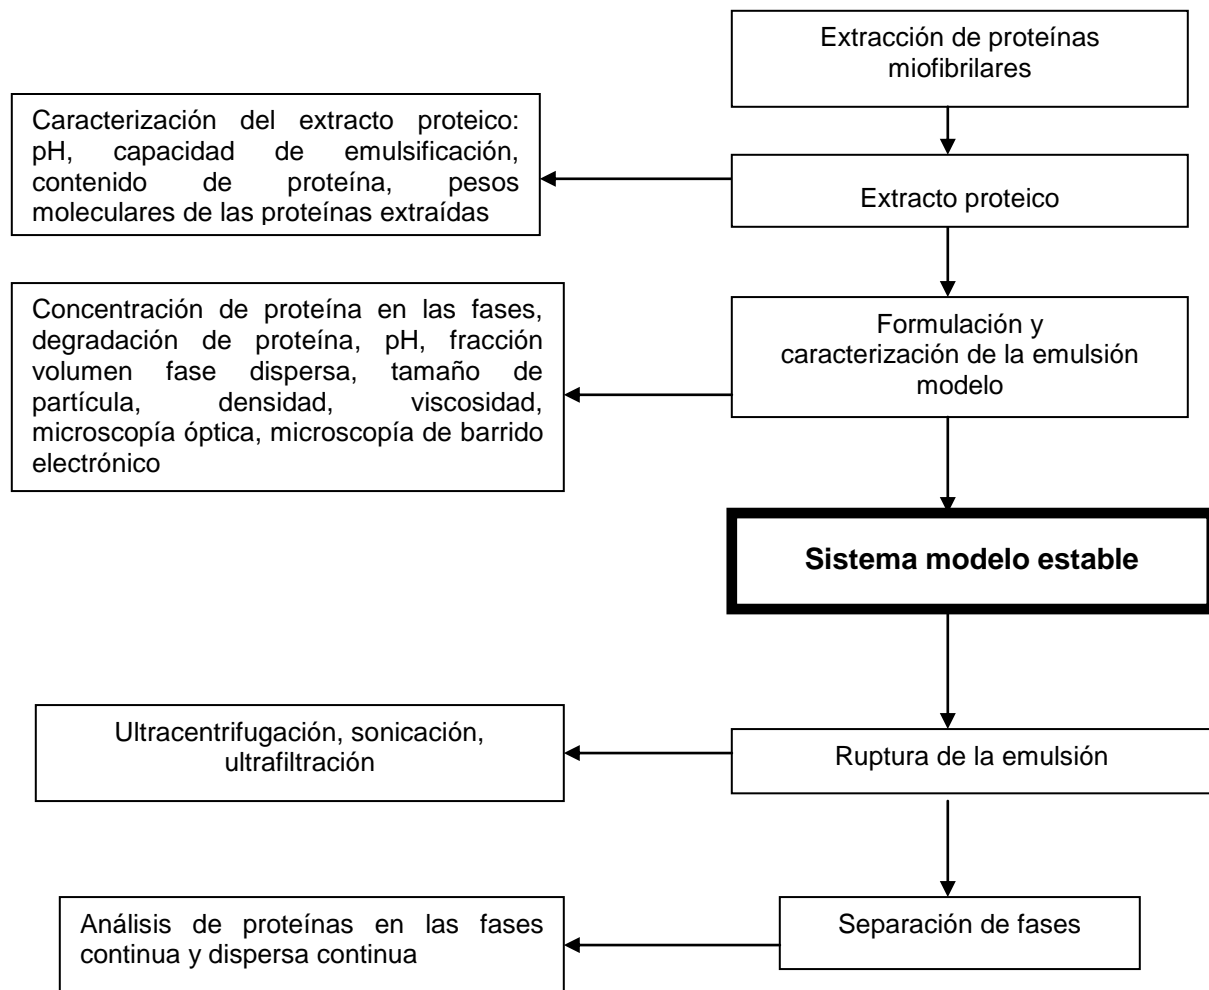 Extracción de proteínas
miofibrilares
Caracterización del extracto proteico:
pH, capacidad de emulsificación,
contenido de proteína, pesos
moleculares de las proteínas extraídas
Extracto proteico
Concentración de proteína en las fases,
degradación de proteína, pH, fracción
volumen fase dispersa, tamaño de
partícula, densidad, viscosidad,
microscopía óptica, microscopía de barrido
electrónico
Formulación y
caracterización de la emulsión
modelo
Sistema modelo estable
Ultracentrifugación, sonicación,
ultrafiltración
Ruptura de la emulsión
Análisis de proteínas en las fases
continua y dispersa continua
Separación de fases